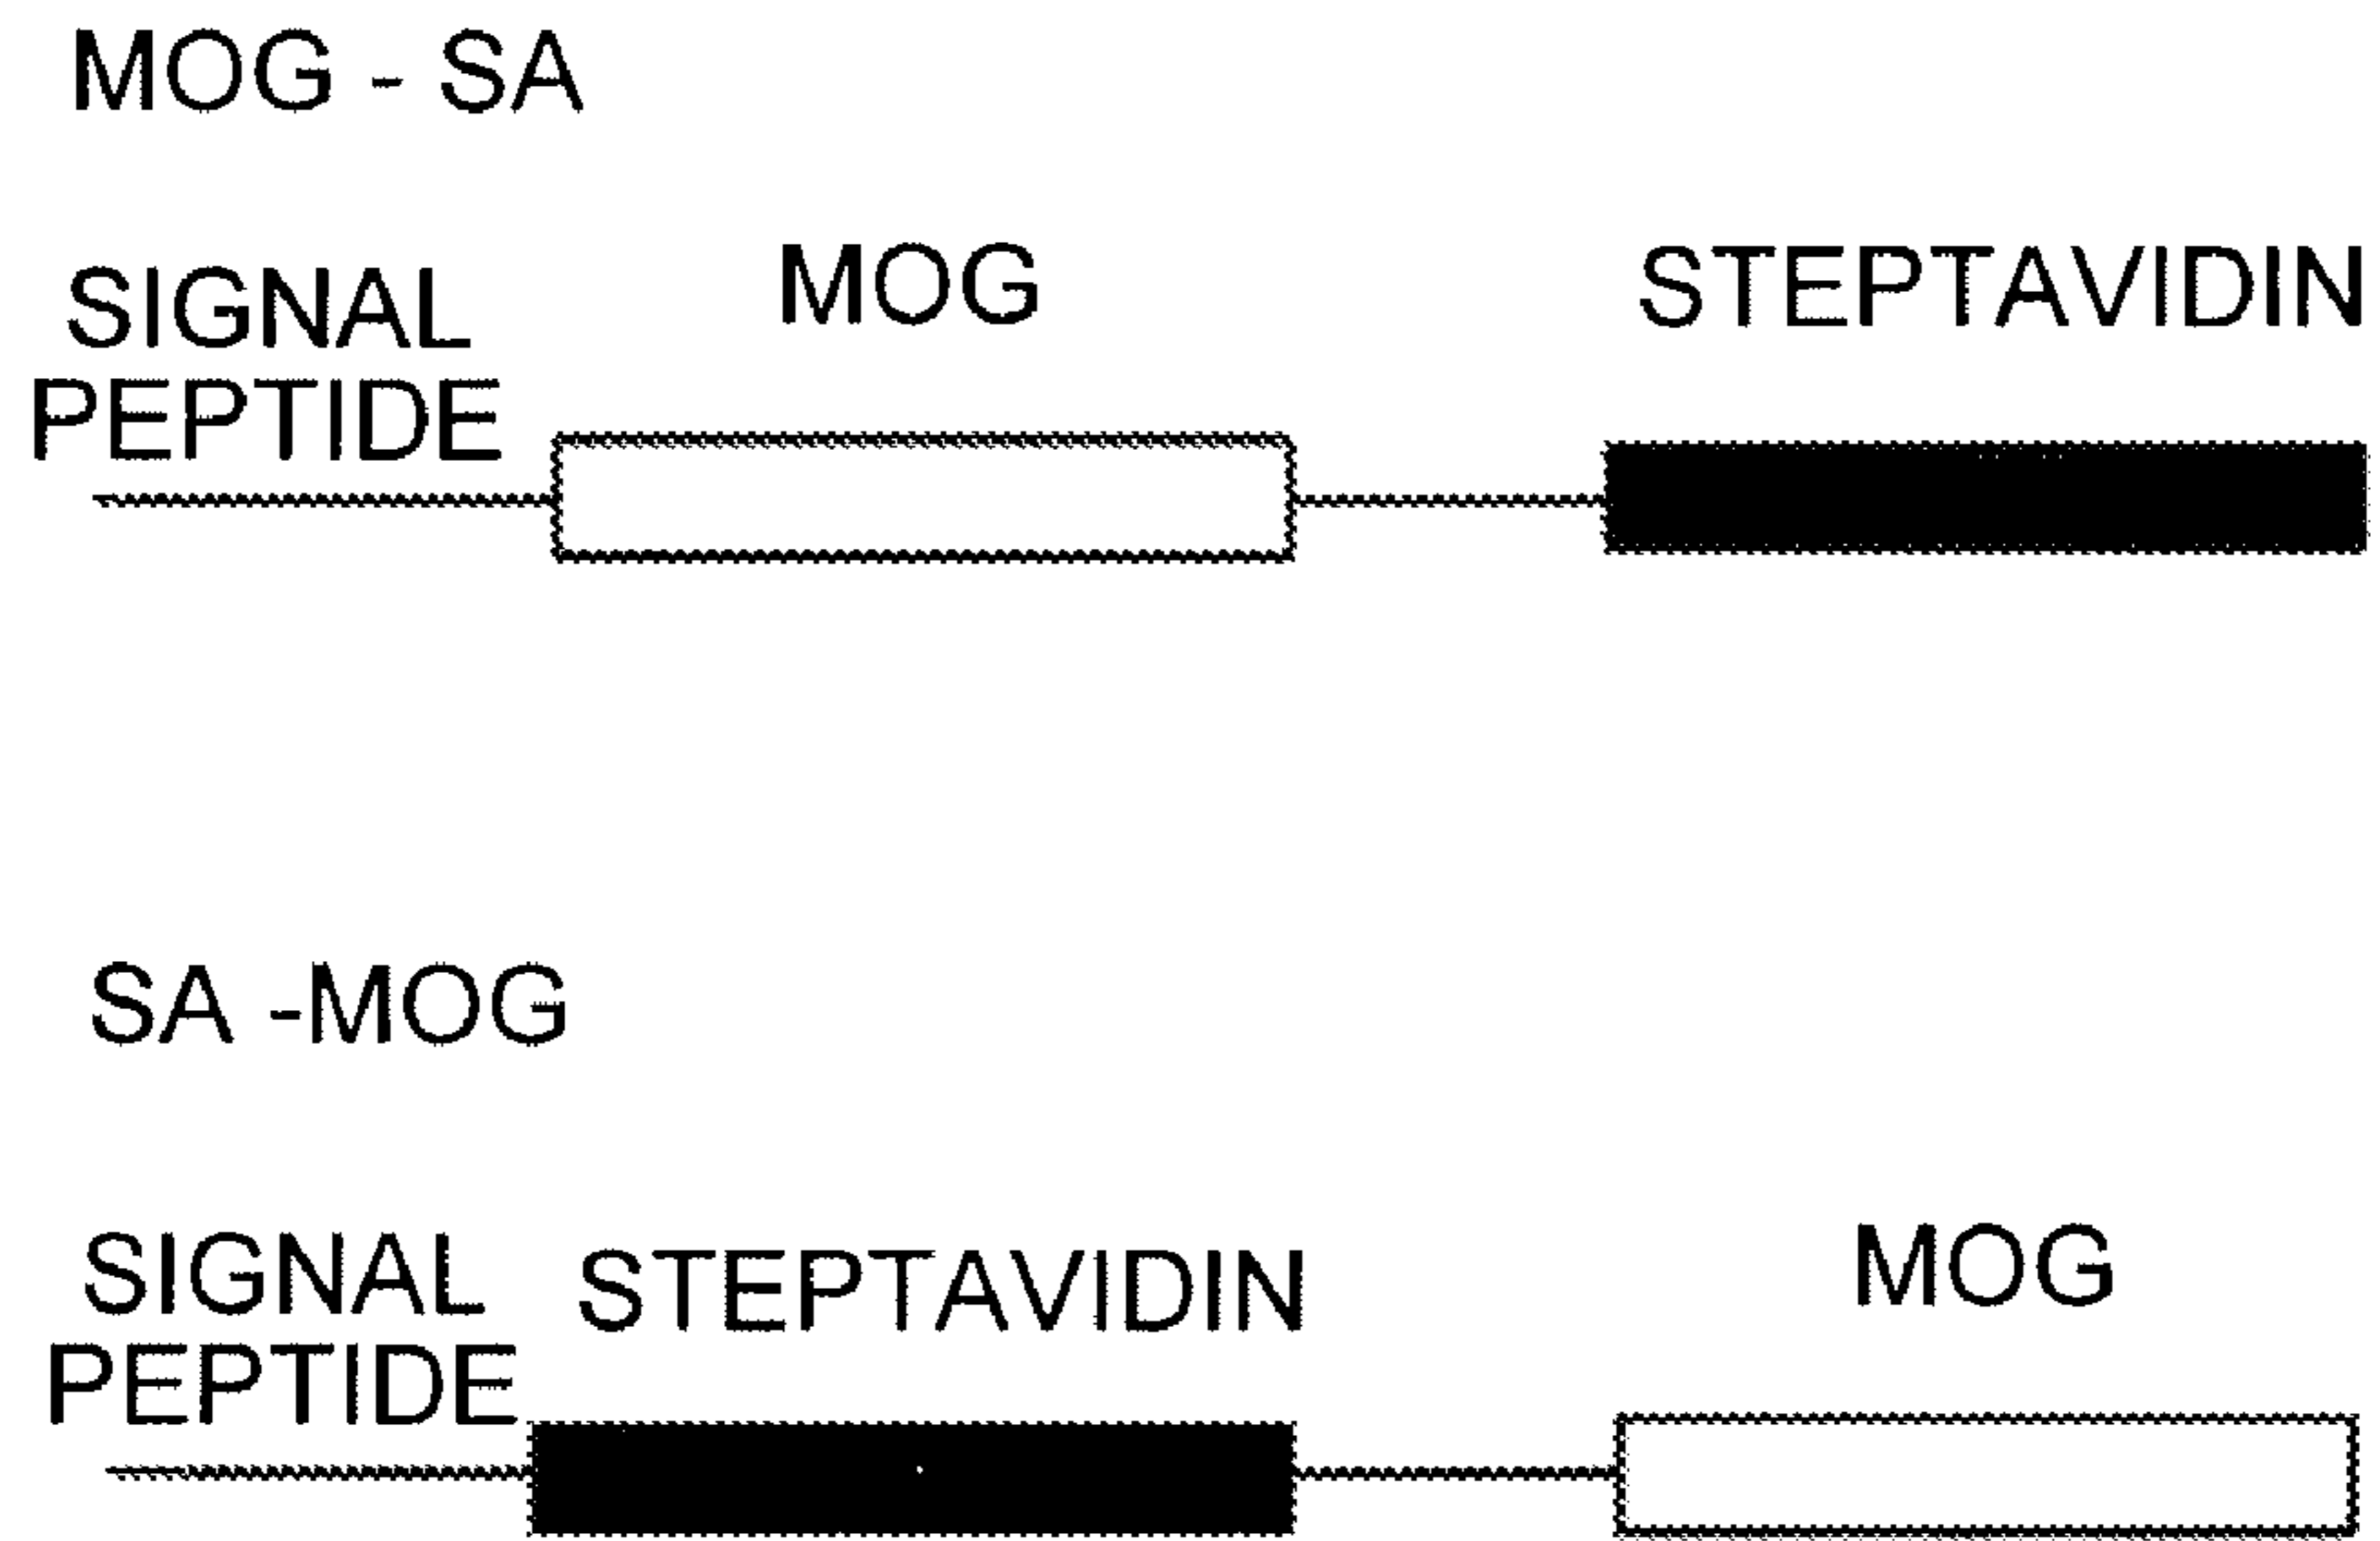 MOG - SA
SIGNAL
PEPTIDE
MOG
STEPTAVIDIN
SA -MOG
SIGNAL
PEPTIDE
STEPTAVIDIN
MOG